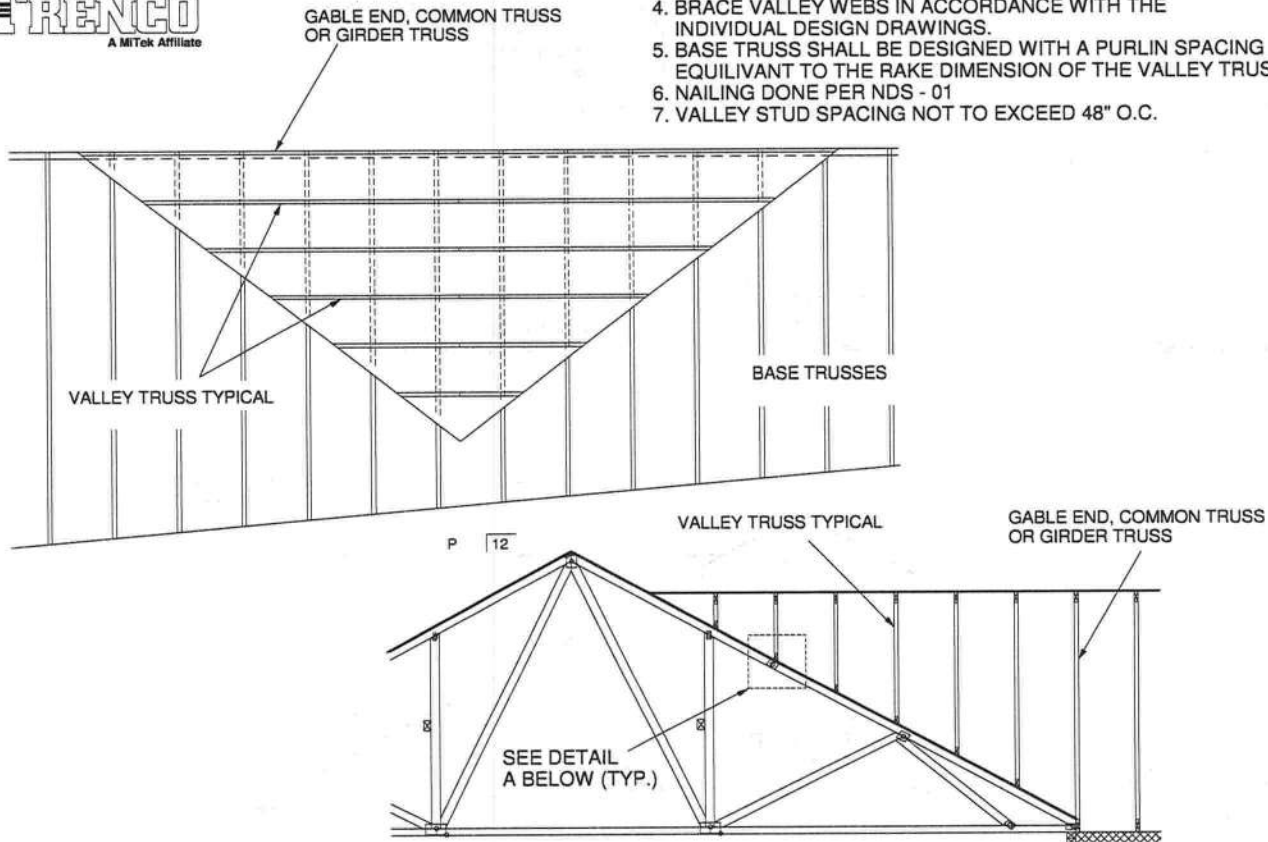 TRENCO
A MiTek Affiliate
GABLE END, COMMON TRUSS
OR GIRDER TRUSS
4. BRACE VALLEY WEBS IN ACCORDANCE WITH THE
INDIVIDUAL DESIGN DRAWINGS.
5. BASE TRUSS SHALL BE DESIGNED WITH A PURLIN SPACING
EQUILIVANT TO THE RAKE DIMENSION OF THE VALLEY TRUS
6. NAILING DONE PER NDS - 01
7. VALLEY STUD SPACING NOT TO EXCEED 48" O.C.
VALLEY TRUSS TYPICAL
BASE TRUSSES
P 12
VALLEY TRUSS TYPICAL
GABLE END, COMMON TRUSS
OR GIRDER TRUSS
SEE DETAIL
A BELOW (TYP.)